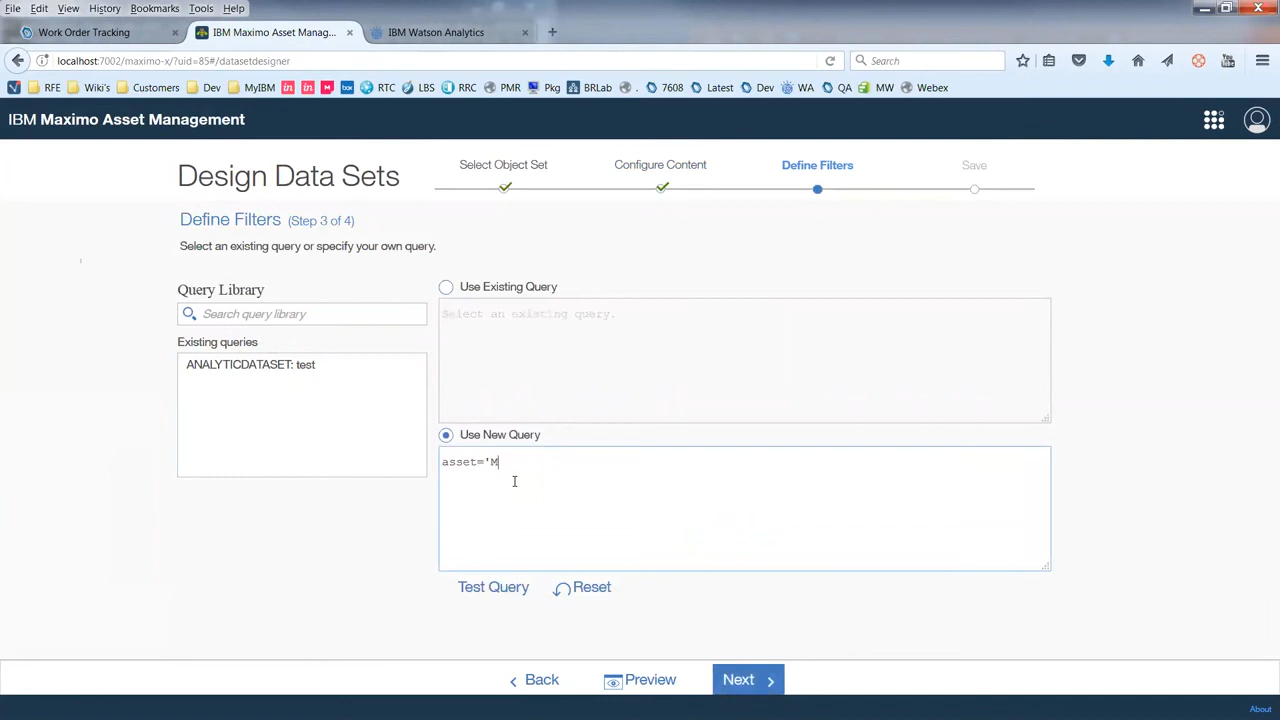 File Edit View History Bookmarks Tools Help
Work Order Tracking × IBM Maximo Asset Manag... × IBM Watson Analytics × +
localhost:7002/maximo-x/?uid=85#/datasetdesigner Search
RFE Wiki's Customers Dev MyIBM RTC LBS RRC PMR Pkg BRLab . 7608 Latest Dev WA QA MW Webex
IBM Maximo Asset Management
Design Data Sets
Select Object Set Configure Content Define Filters Save
Define Filters (Step 3 of 4)
Select an existing query or specify your own query.
Query Library
Search query library
Existing queries
ANALYTICDATASET: test
Use Existing Query
Select an existing query.
Use New Query
asset='M
Test Query Reset
Back Preview Next
About